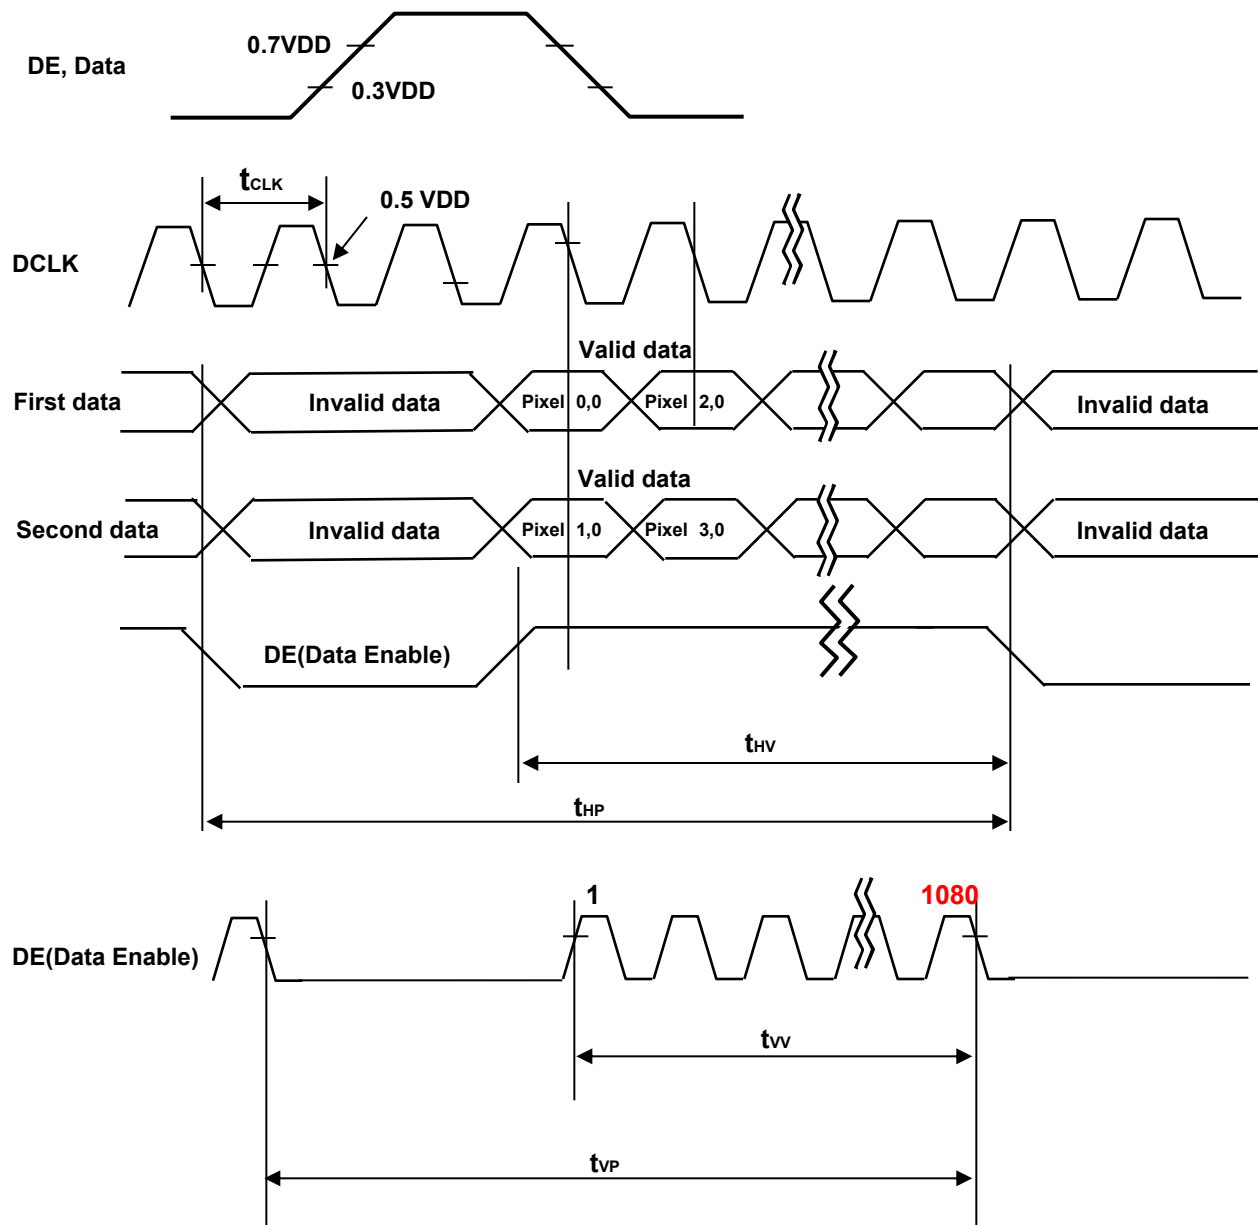 0.7VDD
DE, Data
0.3VDD
tCLK
0.5 VDD
DCLK
Valid data
First data
Invalid data
Pixel 0,0
Pixel 2,0
Invalid data
Valid data
Second data
Invalid data
Pixel 1,0
Pixel 3,0
Invalid data
DE(Data Enable)
tHV
tHP
1
1080
DE(Data Enable)
tVV
tVP